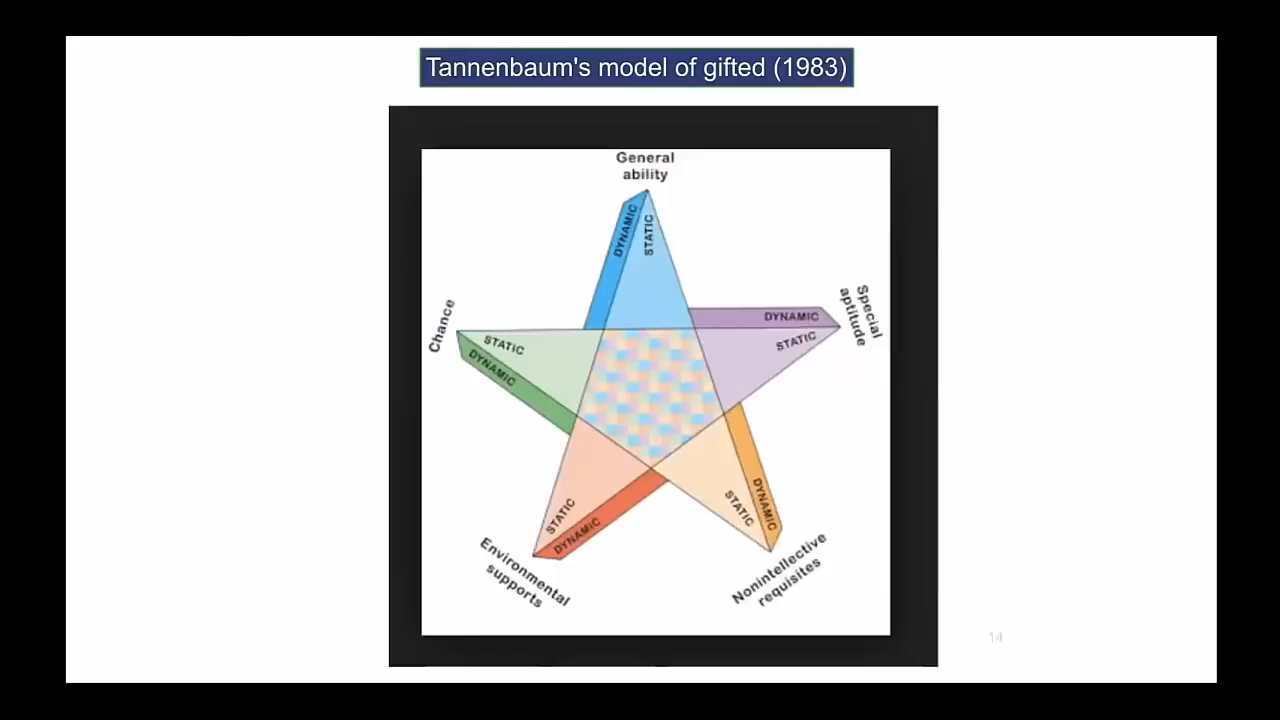 Tannenbaum's model of gifted (1983)
General
ability
DYNAMIC
STATIC
Special
aptitude
DYNAMIC
STATIC
Chance
STATIC
DYNAMIC
STATIC
DYNAMIC
Environmental
supports
STATIC
DYNAMIC
Nonintellective
requisites
14